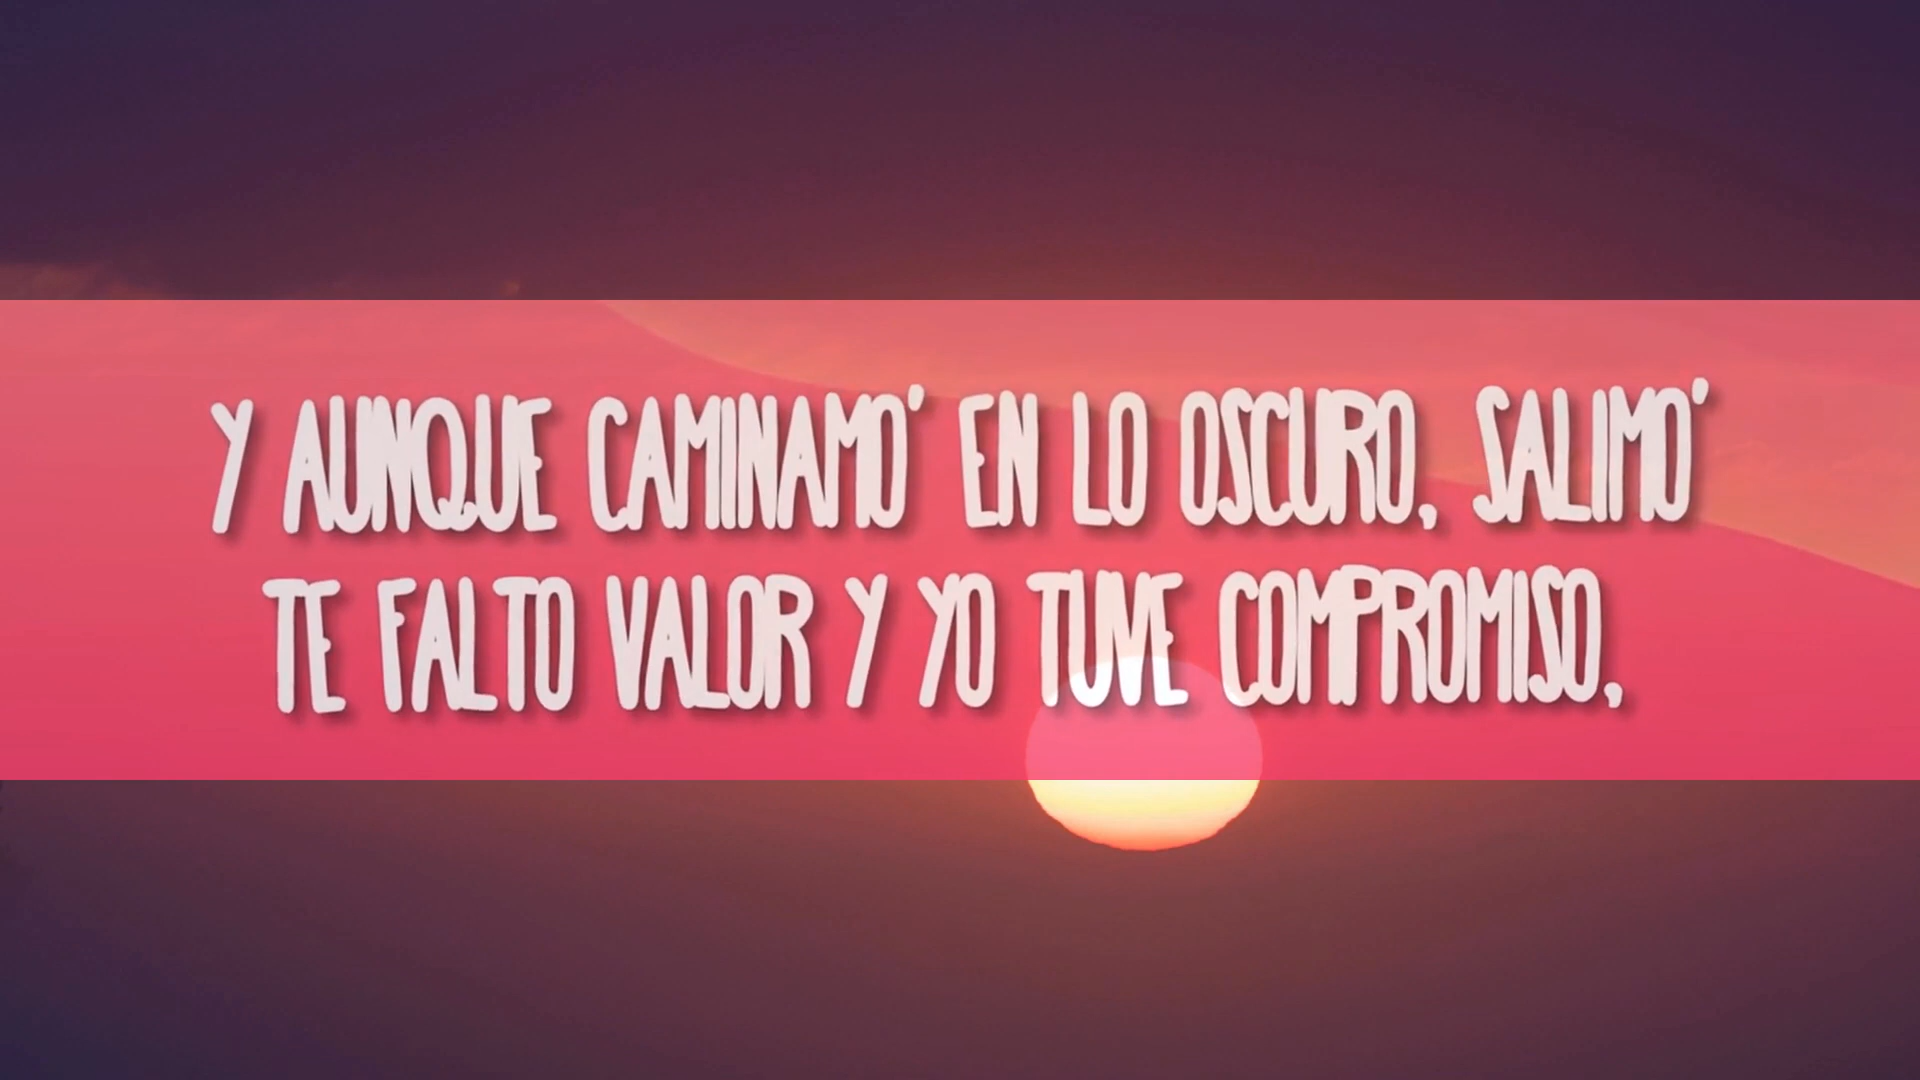 Y AUNQUE CAMINAMO' EN LO OSCURO, SALIMO'
TE FALTO VALOR Y YO TUVE COMPROMISO,